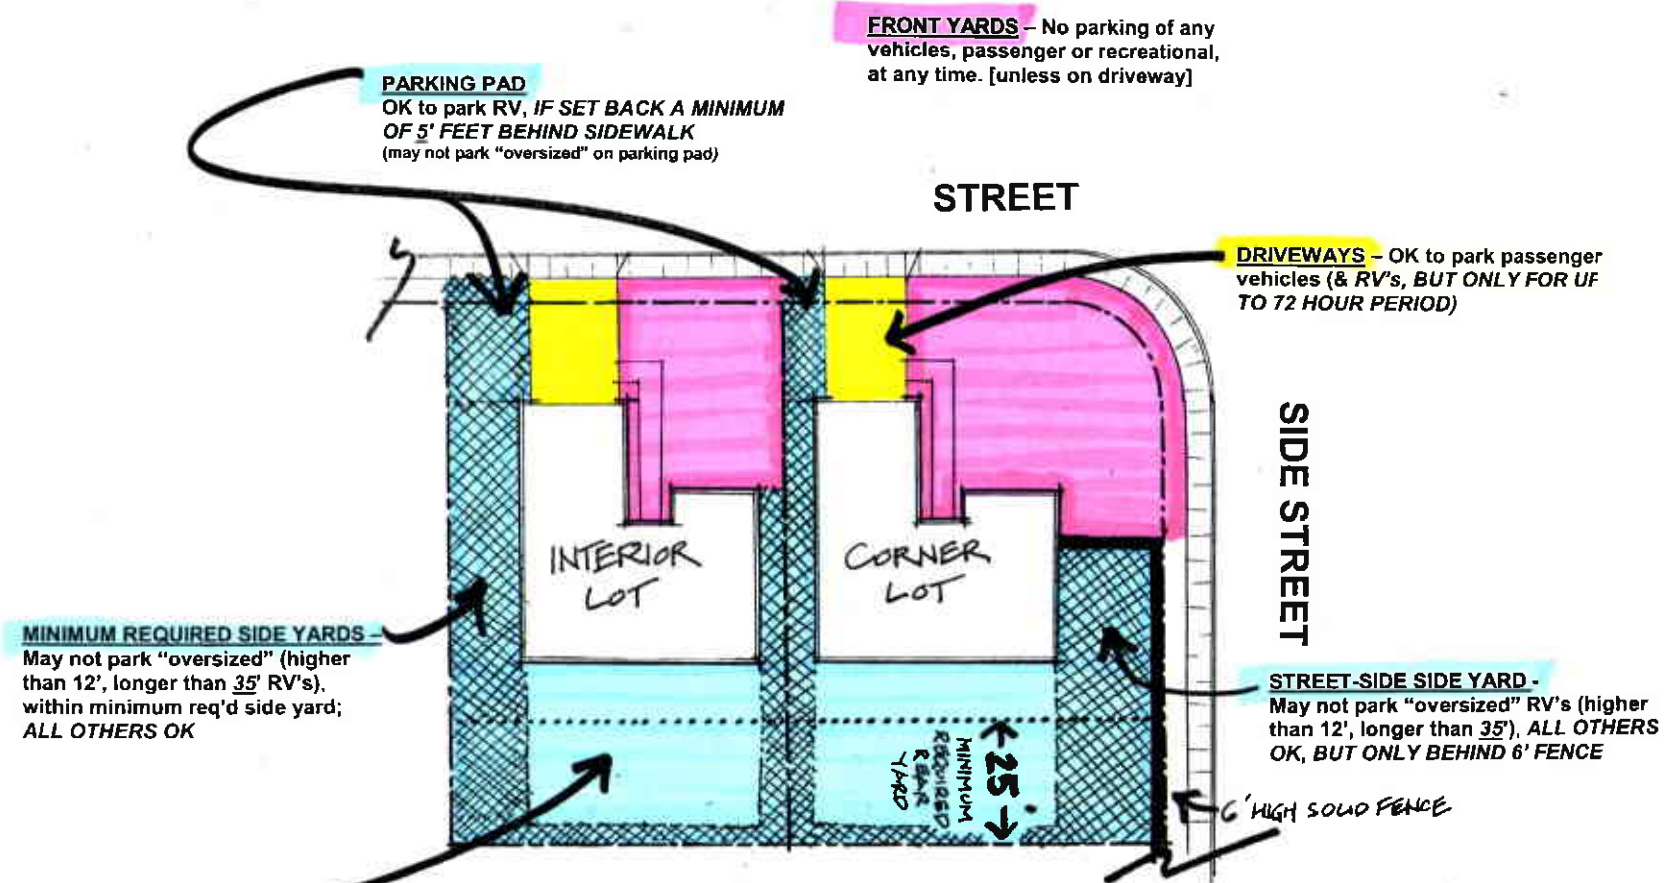 FRONT YARDS – No parking of any
vehicles, passenger or recreational,
at any time. [unless on driveway]
PARKING PAD
OK to park RV, IF SET BACK A MINIMUM
OF 5' FEET BEHIND SIDEWALK
(may not park “oversized” on parking pad)
STREET
DRIVEWAYS – OK to park passenger
vehicles (& RV's, BUT ONLY FOR UP
TO 72 HOUR PERIOD)
SIDE STREET
INTERIOR
LOT
CORNER
LOT
MINIMUM REQUIRED SIDE YARDS –
May not park “oversized” (higher
than 12', longer than 35' RV's),
within minimum req'd side yard;
ALL OTHERS OK
STREET-SIDE SIDE YARD -
May not park “oversized” RV's (higher
than 12', longer than 35'), ALL OTHERS
OK, BUT ONLY BEHIND 6' FENCE
25'
MINIMUM
REQUIRED
REAR
YARD
6' HIGH SOLID FENCE